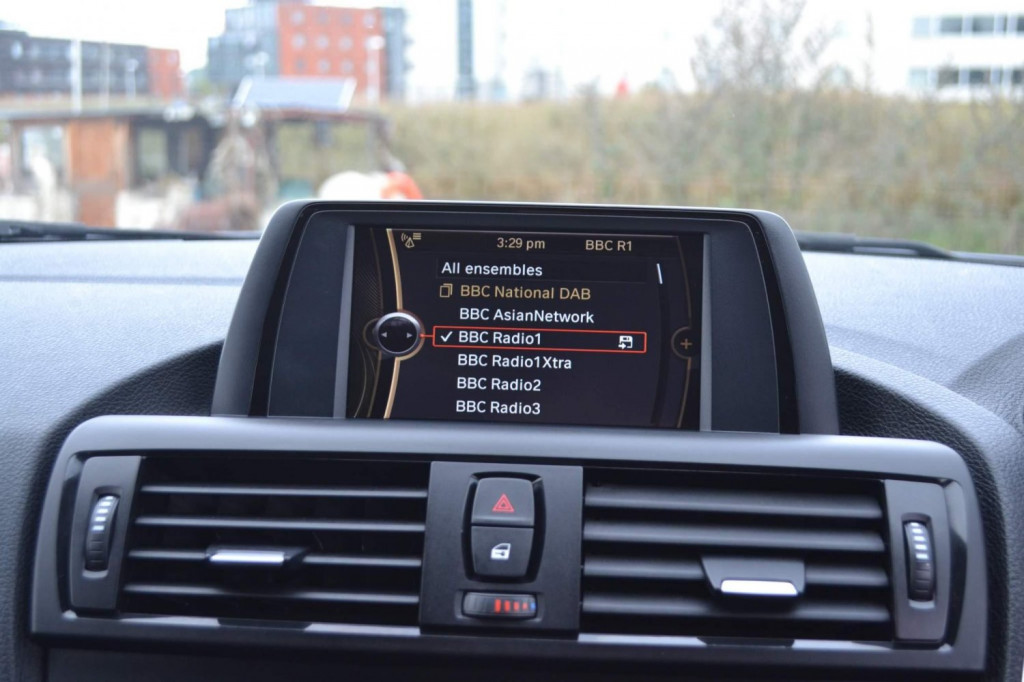 3:29 pm BBC R1
All ensembles
BBC National DAB
BBC AsianNetwork
BBC Radio1
BBC Radio1Xtra
BBC Radio2
BBC Radio3